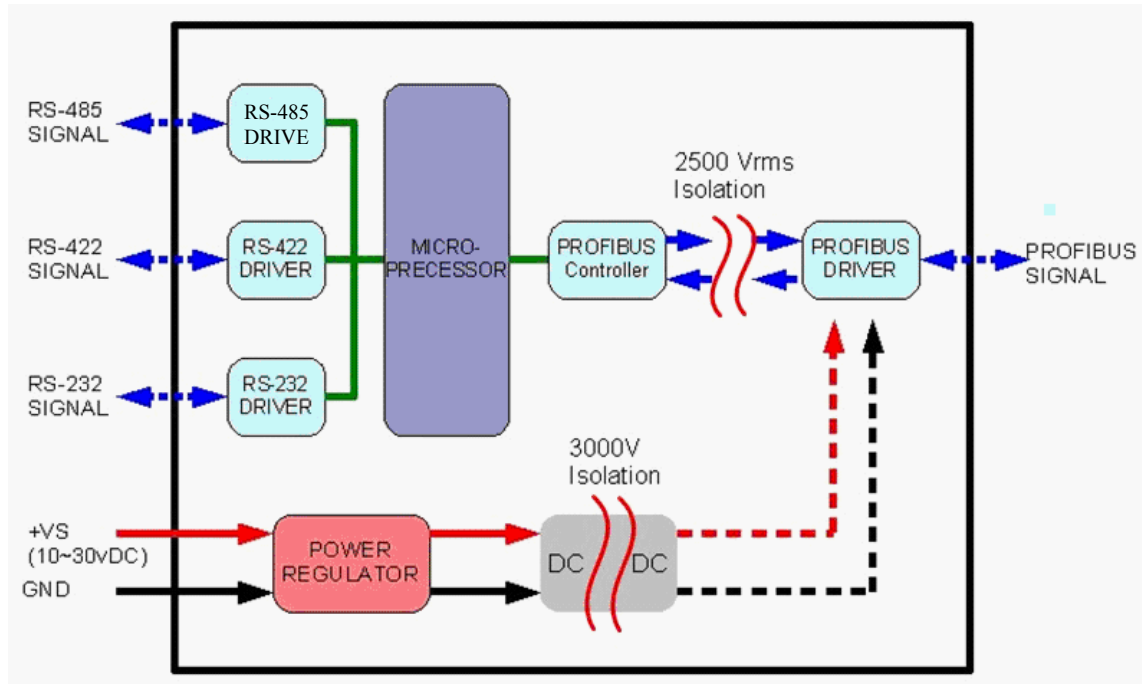 RS-485
SIGNAL
RS-485
DRIVE
RS-422
SIGNAL
RS-422
DRIVER
RS-232
SIGNAL
RS-232
DRIVER
MICRO-
PRECESSOR
PROFIBUS
Controller
2500 Vrms
Isolation
PROFIBUS
DRIVER
PROFIBUS
SIGNAL
3000V
Isolation
+VS
(10~30vDC)
GND
POWER
REGULATOR
DC
DC